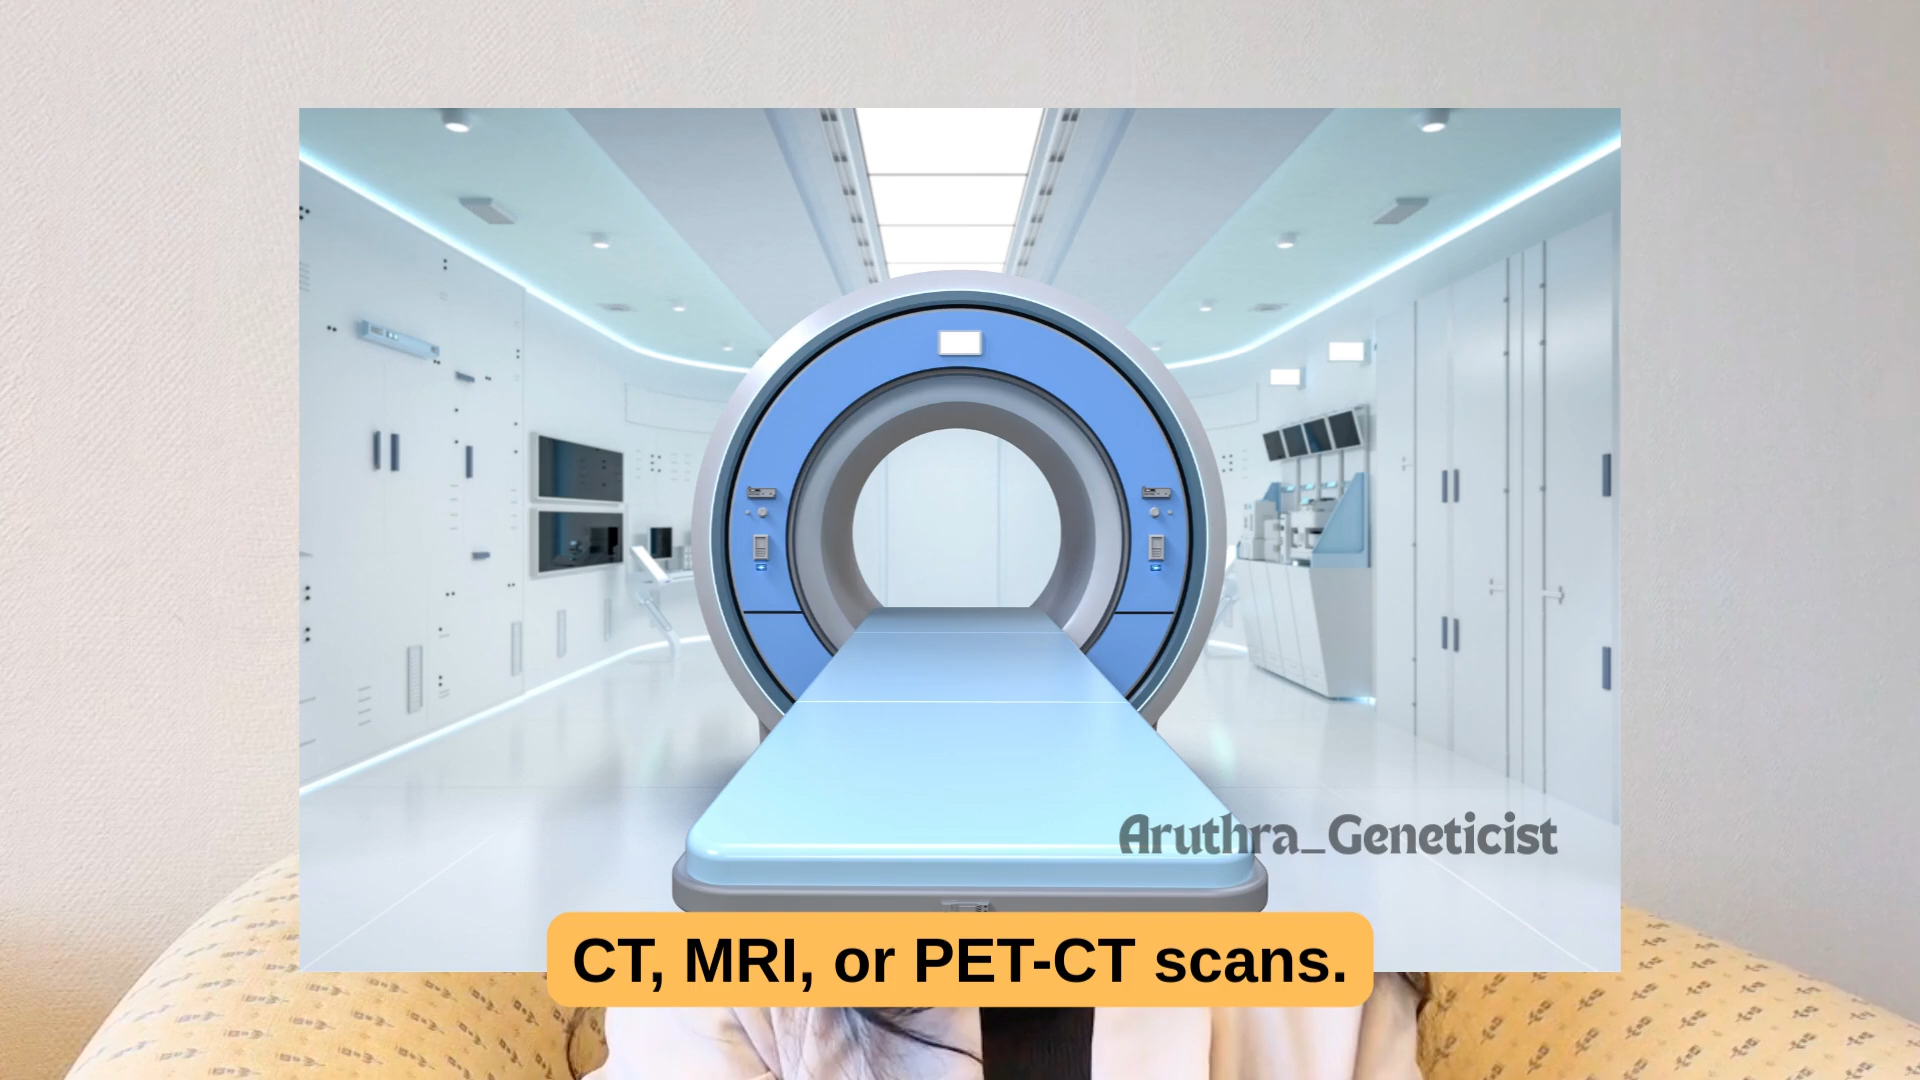 Aruthra_Geneticist
CT, MRI, or PET-CT scans.